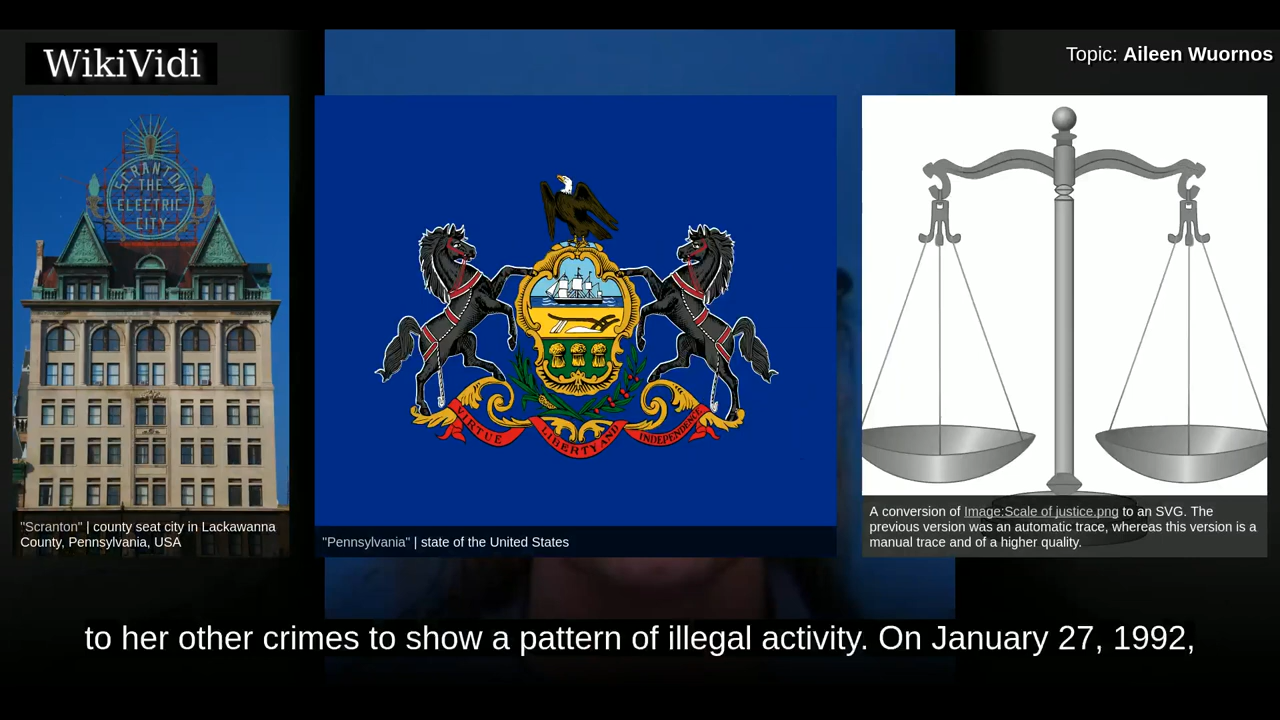 WikiVidi
Topic: Aileen Wuornos
SCRANTON
THE
ELECTRIC
CITY
"Scranton" | county seat city in Lackawanna
County, Pennsylvania, USA
VIRTUE LIBERTY AND INDEPENDENCE
"Pennsylvania" | state of the United States
A conversion of Image:Scale of justice.png to an SVG. The
previous version was an automatic trace, whereas this version is a
manual trace and of a higher quality.
to her other crimes to show a pattern of illegal activity. On January 27, 1992,